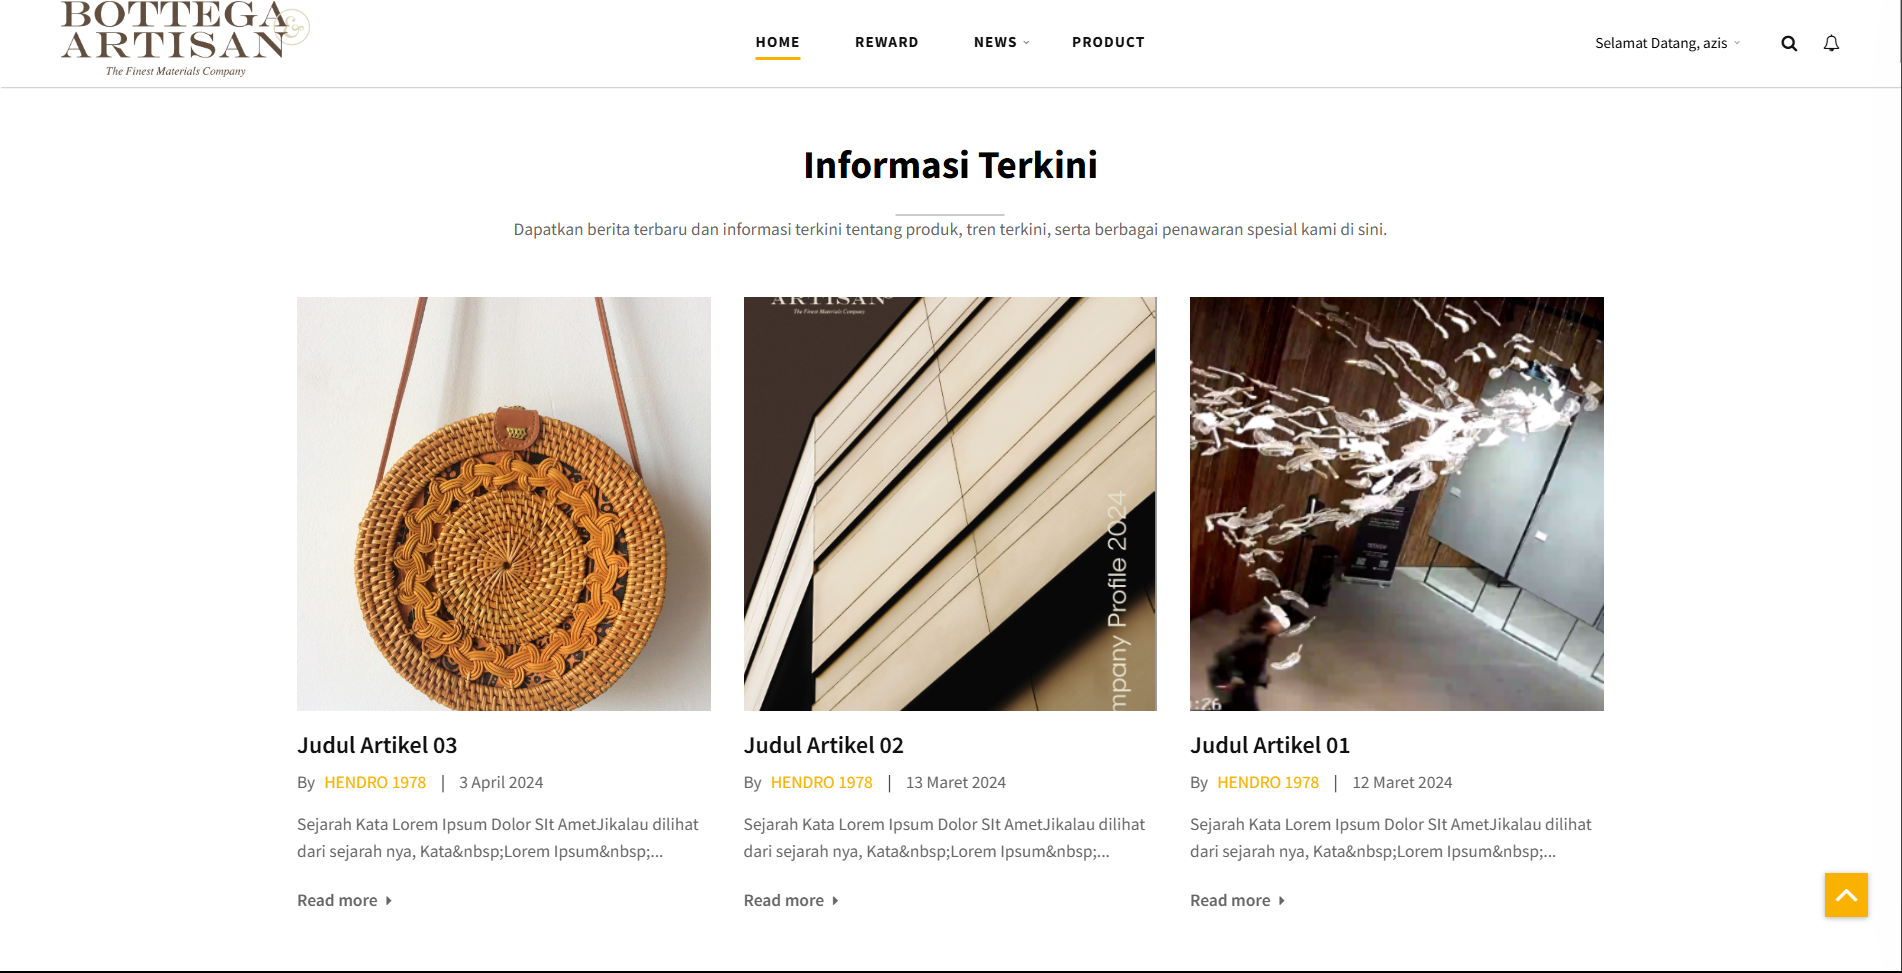 BOTTEGA &
ARTISAN
The Finest Materials Company
HOME
REWARD
NEWS
PRODUCT
Selamat Datang, azis
Informasi Terkini
Dapatkan berita terbaru dan informasi terkini tentang produk, tren terkini, serta berbagai penawaran spesial kami di sini.
ARTISAN
The Finest Materials Company
mpany Profile 2024
:26
Judul Artikel 03
By HENDRO 1978 | 3 April 2024
Sejarah Kata Lorem Ipsum Dolor SIt AmetJikalau dilihat
dari sejarah nya, Kata&nbsp;Lorem Ipsum&nbsp;...
Read more
Judul Artikel 02
By HENDRO 1978 | 13 Maret 2024
Sejarah Kata Lorem Ipsum Dolor SIt AmetJikalau dilihat
dari sejarah nya, Kata&nbsp;Lorem Ipsum&nbsp;...
Read more
Judul Artikel 01
By HENDRO 1978 | 12 Maret 2024
Sejarah Kata Lorem Ipsum Dolor SIt AmetJikalau dilihat
dari sejarah nya, Kata&nbsp;Lorem Ipsum&nbsp;...
Read more